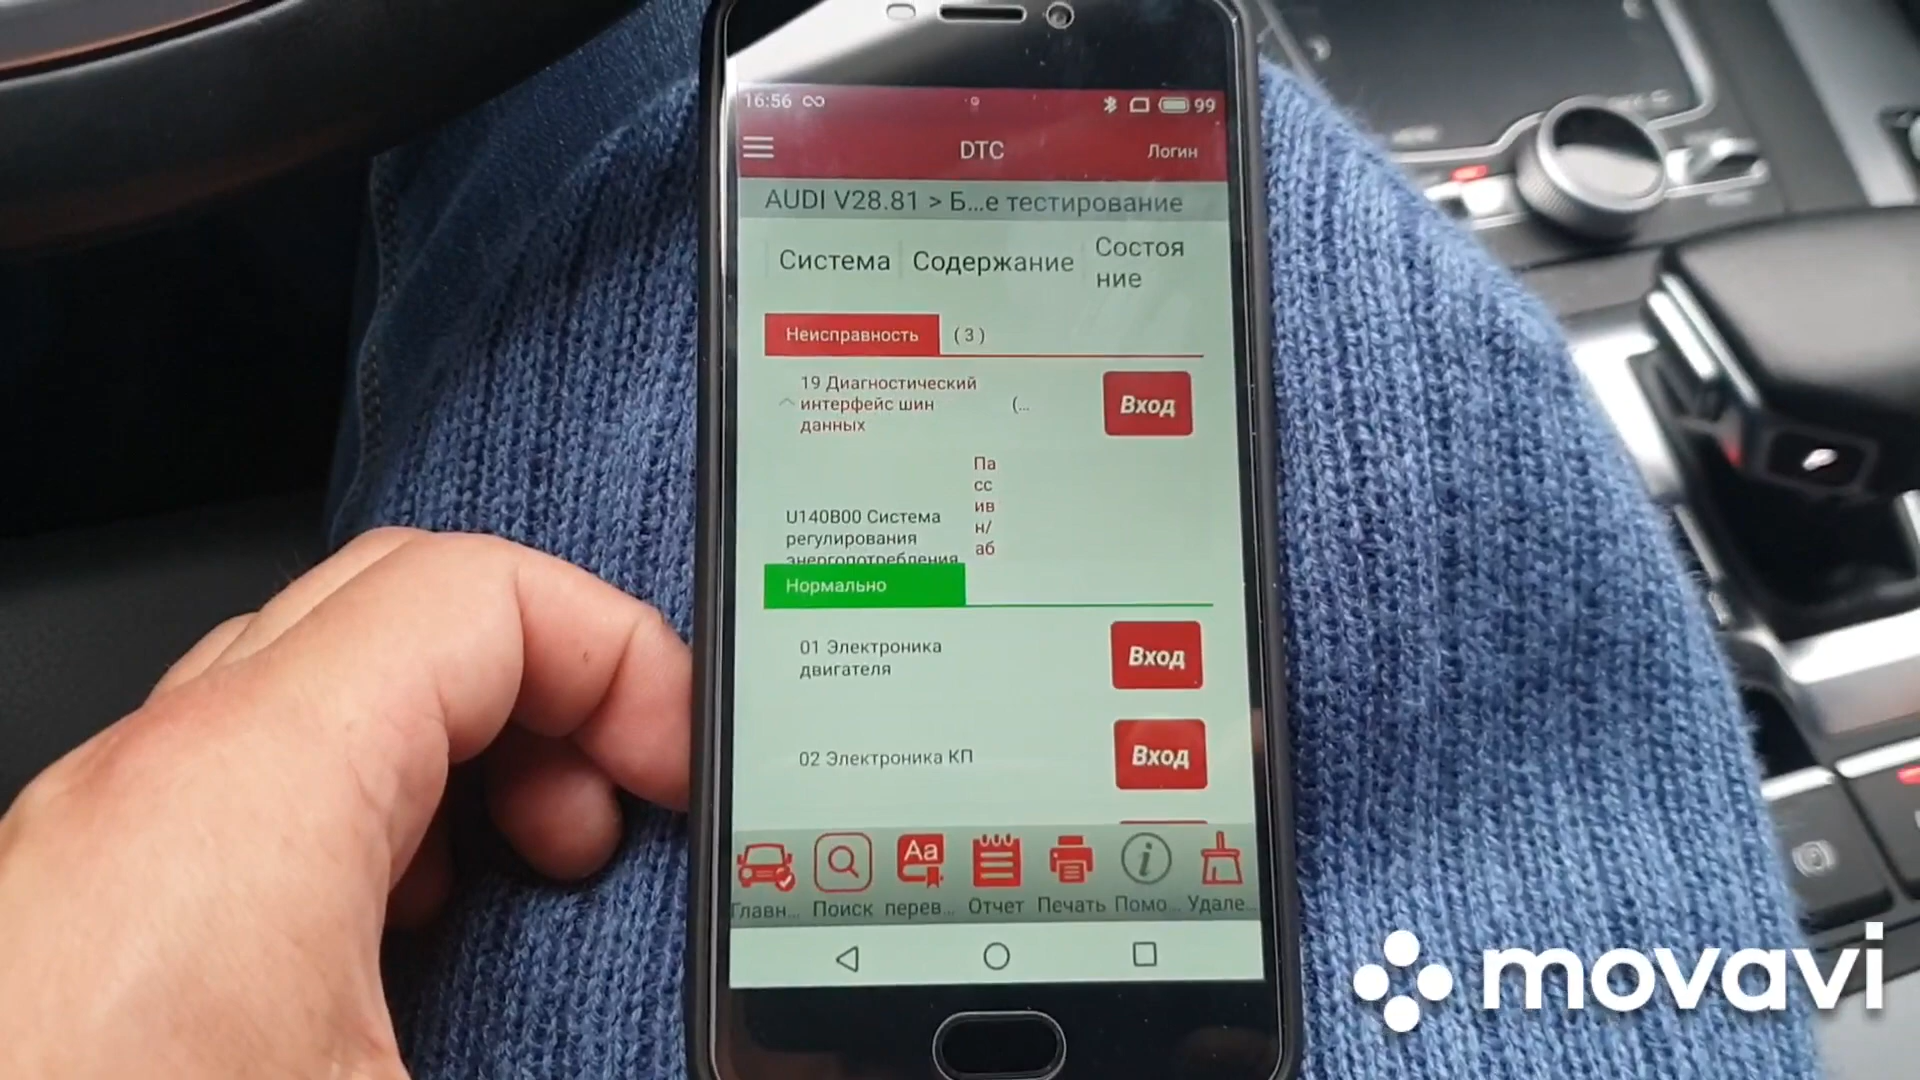 16:56 99
DTC
Логин
AUDI V28.81 > Б...е тестирование
Система
Содержание
Состоя
ние
Неисправность
( 3 )
19 Диагностический
интерфейс шин
данных
(...
Вход
Па
сс
ив
н/
аб
U140B00 Система
регулирования
энергопотребления
Нормально
01 Электроника
двигателя
Вход
02 Электроника КП
Вход
Aa
i
Главн... Поиск перев... Отчет Печать Помо... Удале...
movavi